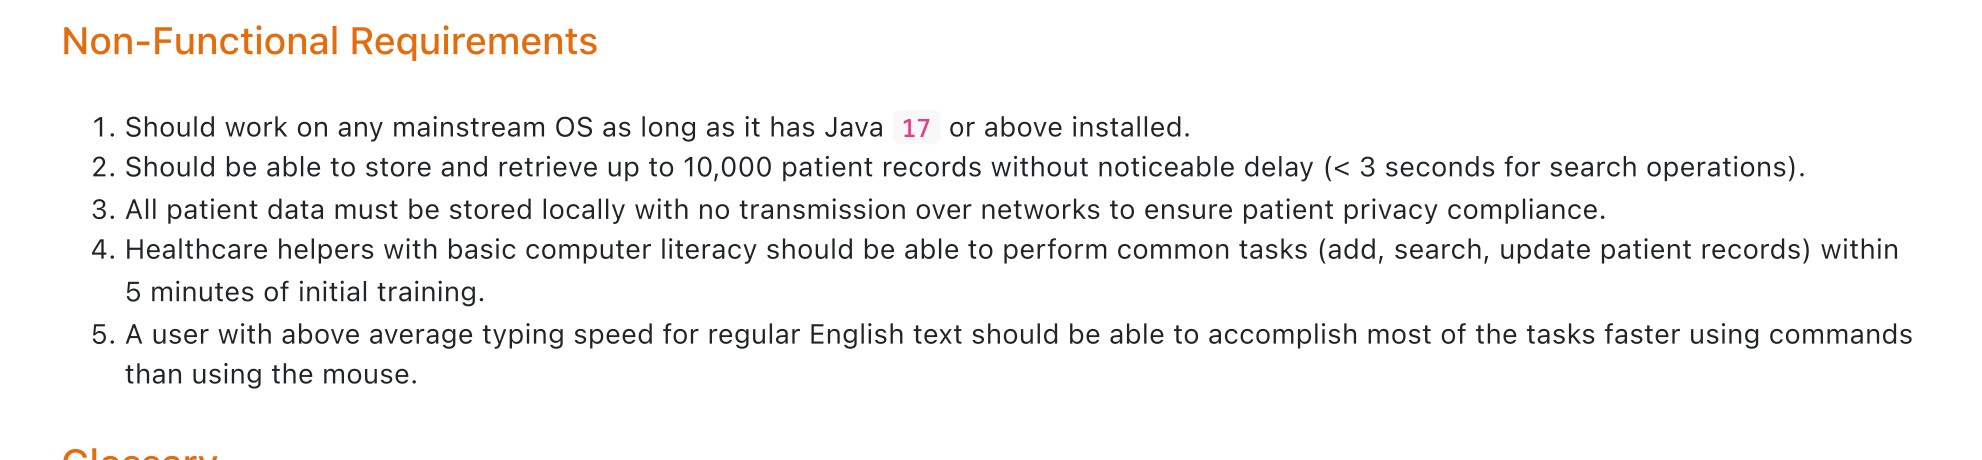 Non-Functional Requirements
1. Should work on any mainstream OS as long as it has Java 17 or above installed.
2. Should be able to store and retrieve up to 10,000 patient records without noticeable delay (< 3 seconds for search operations).
3. All patient data must be stored locally with no transmission over networks to ensure patient privacy compliance.
4. Healthcare helpers with basic computer literacy should be able to perform common tasks (add, search, update patient records) within
5 minutes of initial training.
5. A user with above average typing speed for regular English text should be able to accomplish most of the tasks faster using commands
than using the mouse.
Glossary